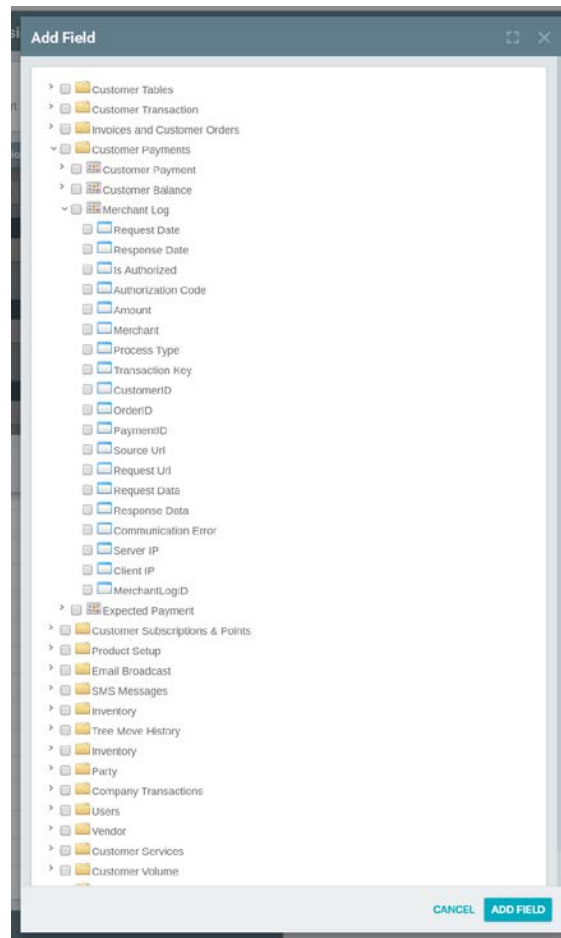 Add Field
Customer Tables
Customer Transaction
Invoices and Customer Orders
Customer Payments
Customer Payment
Customer Balance
Merchant Log
Request Date
Response Date
Is Authorized
Authorization Code
Amount
Merchant
Process Type
Transaction Key
CustomerID
OrderID
PaymentID
Source Url
Request Url
Request Data
Response Data
Communication Error
Server IP
Client IP
MerchantLogID
Expected Payment
Customer Subscriptions & Points
Product Setup
Email Broadcast
SMS Messages
Inventory
Tree Move History
Inventory
Party
Company Transactions
Users
Vendor
Customer Services
Customer Volume
CANCEL ADD FIELD